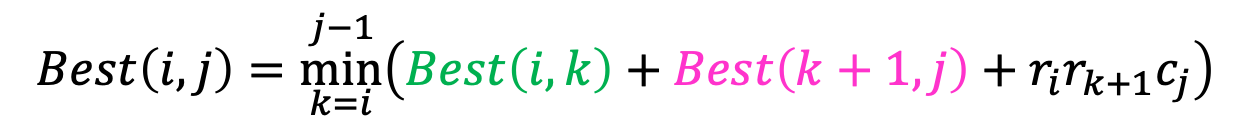 Best(i, j) = \min_{k=i}^{j-1} (Best(i, k) + Best(k + 1, j) + r_i r_{k+1} c_j)